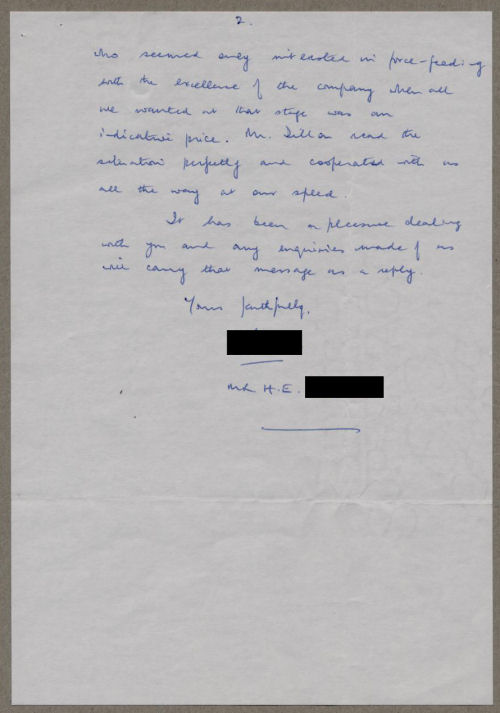 2.
who seemed only interested in force-feeding
with the excellence of the company when all
we wanted at that stage was an
indicative price. Mr. Dillon read the
situation perfectly and cooperated with us
all the way at our speed.
It has been a pleasure dealing
with you and any enquiries made of us
will carry that message as a reply.
Yours faithfully,
H.E.